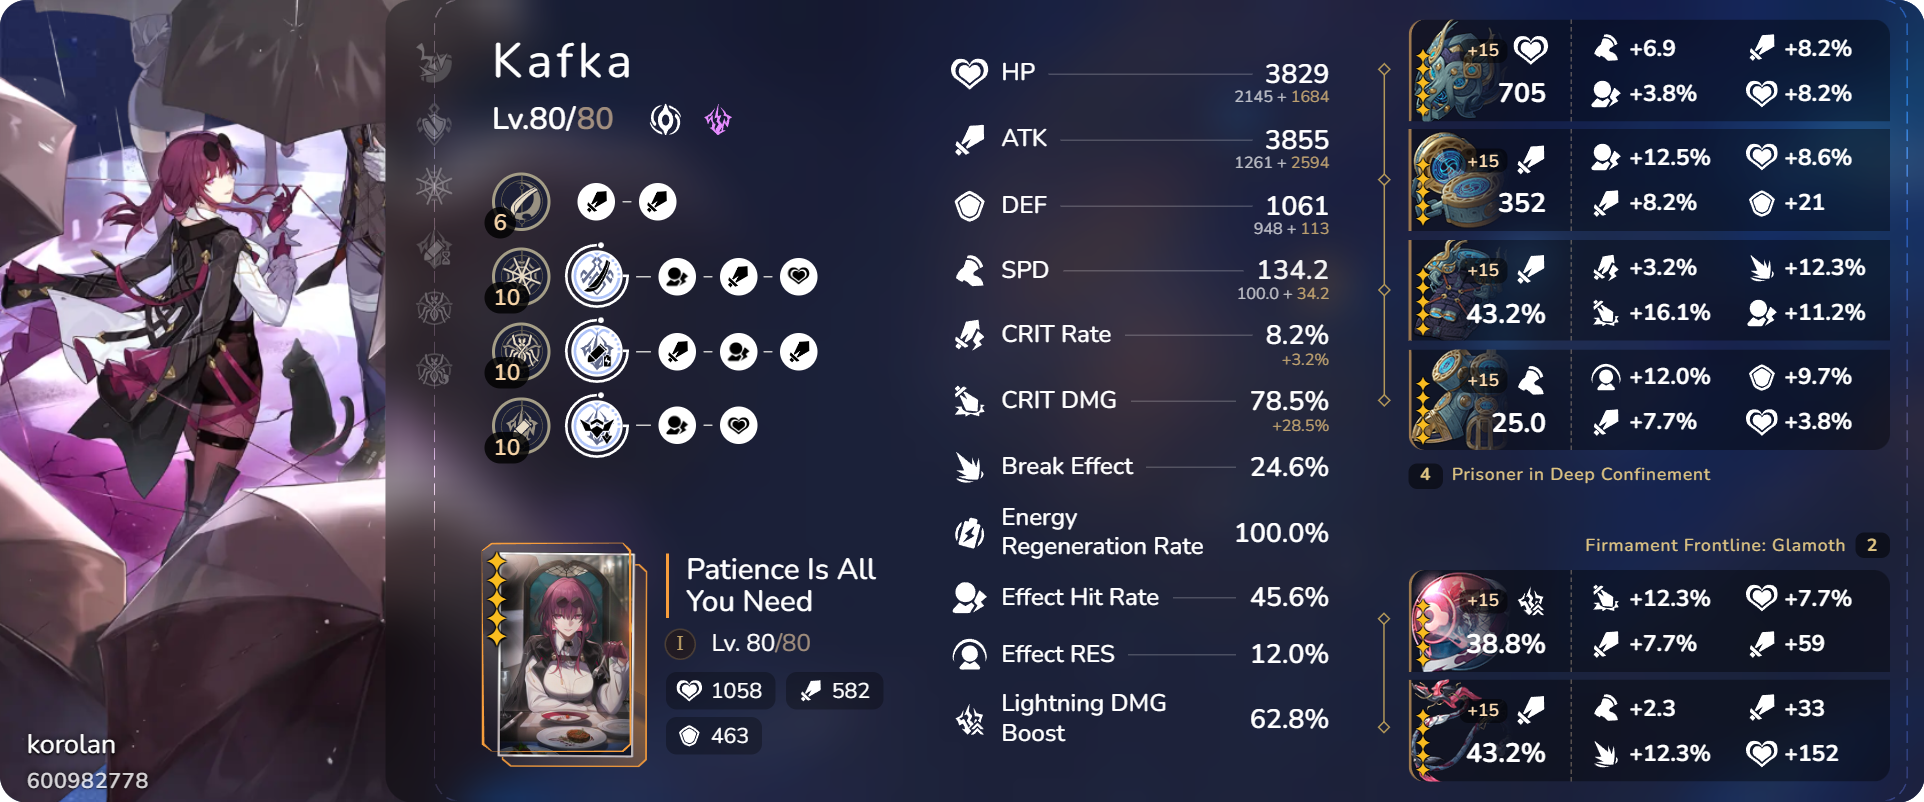 Kafka
Lv.80/80
6
10
10
10
Patience Is All
You Need
I Lv. 80/80
1058 582
463
korolan
600982778
HP 3829
2145 + 1684
ATK 3855
1261 + 2594
DEF 1061
948 + 113
SPD 134.2
100.0 + 34.2
CRIT Rate 8.2%
+3.2%
CRIT DMG 78.5%
+28.5%
Break Effect 24.6%
Energy
Regeneration Rate 100.0%
Effect Hit Rate 45.6%
Effect RES 12.0%
Lightning DMG
Boost 62.8%
+15 +6.9 +8.2%
705 +3.8% +8.2%
+15 +12.5% +8.6%
352 +8.2% +21
+15 +3.2% +12.3%
43.2% +16.1% +11.2%
+15 +12.0% +9.7%
25.0 +7.7% +3.8%
4 Prisoner in Deep Confinement
Firmament Frontline: Glamoth 2
+15 +12.3% +7.7%
38.8% +7.7% +59
+15 +2.3 +33
43.2% +12.3% +152